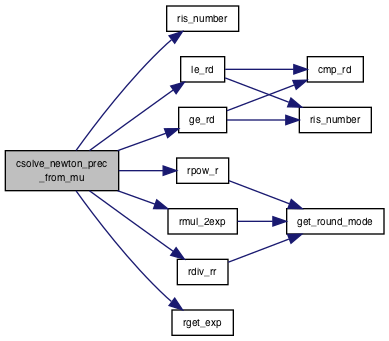 csolve_newton_prec
_from_mu
ris_number
le_rd
ge_rd
rpow_r
rmul_2exp
rdiv_rr
rget_exp
cmp_rd
ris_number
get_round_mode